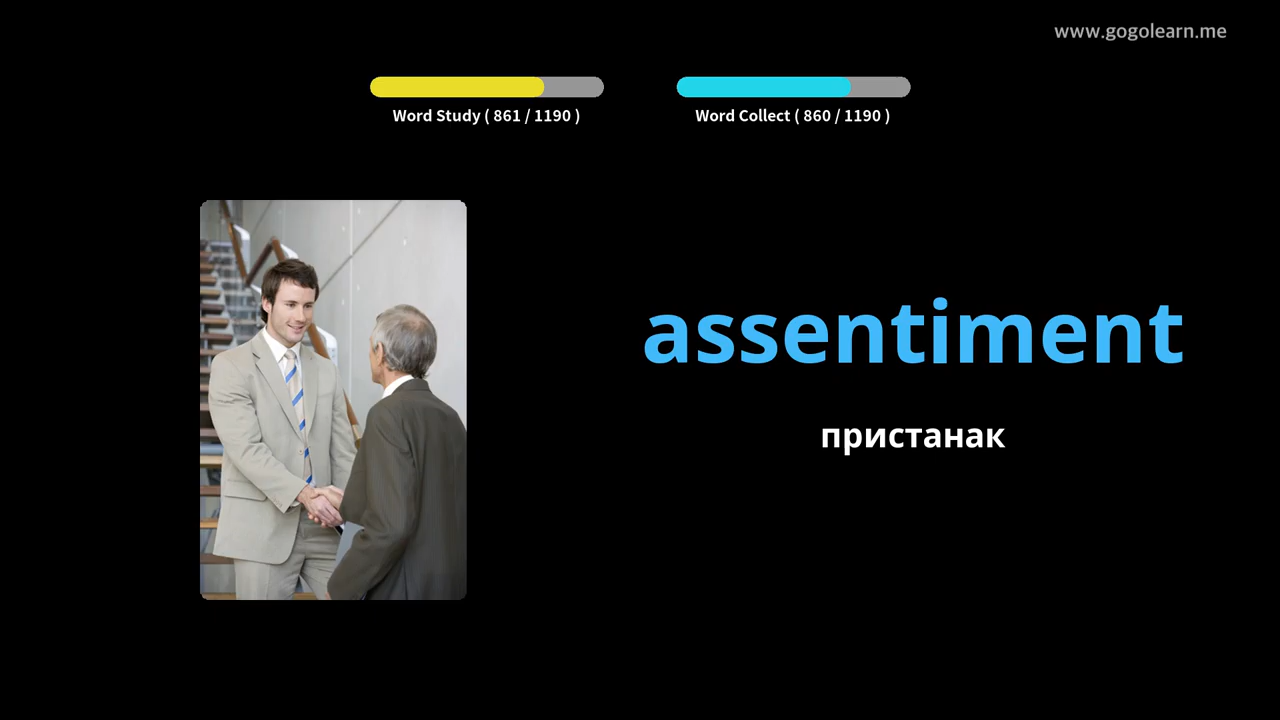 www.gogolearn.me
Word Study ( 861 / 1190 )
Word Collect ( 860 / 1190 )
assentiment
пристанак